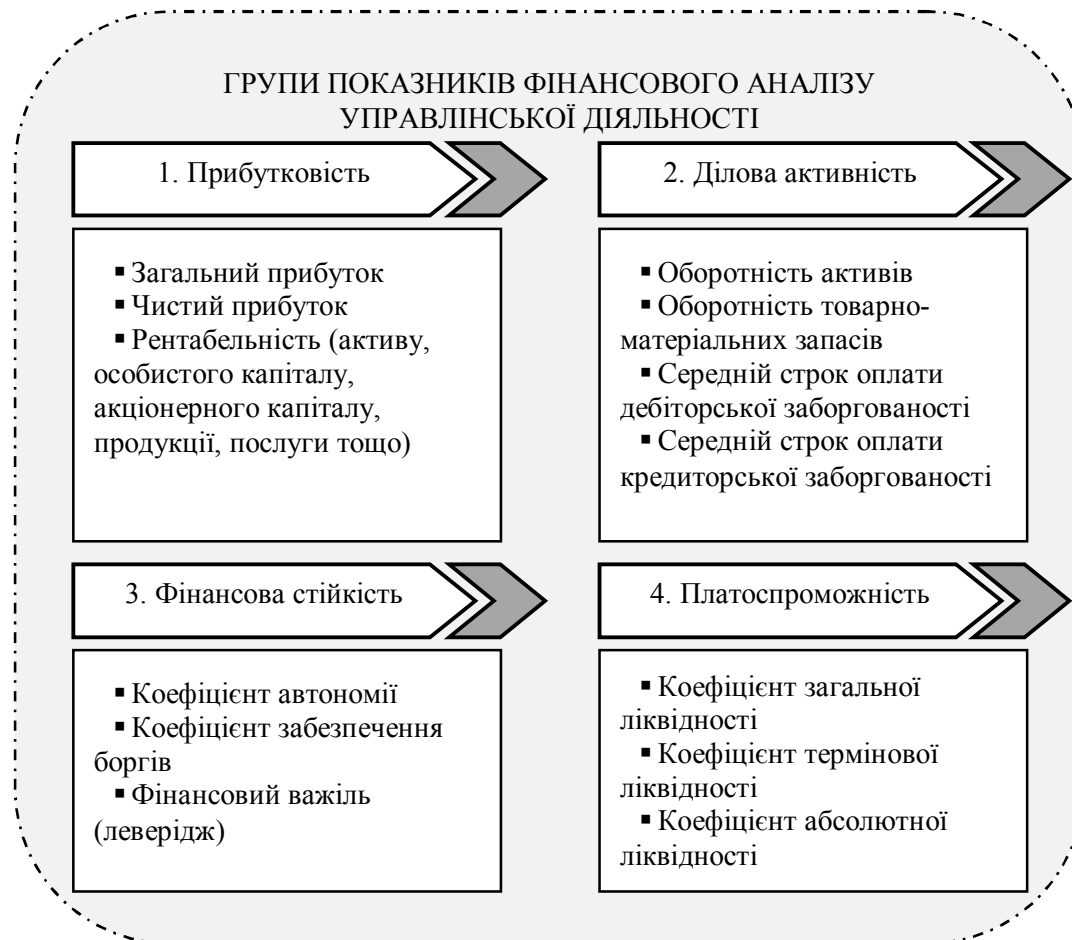 ГРУПИ ПОКАЗНИКІВ ФІНАНСОВОГО АНАЛІЗУ
УПРАВЛІНСЬКОЇ ДІЯЛЬНОСТІ
1. Прибутковість
▪ Загальний прибуток
▪ Чистий прибуток
▪ Рентабельність (активу,
особистого капіталу,
акціонерного капіталу,
продукції, послуги тощо)
2. Ділова активність
▪ Оборотність активів
▪ Оборотність товарно-
матеріальних запасів
▪ Середній строк оплати
дебіторської заборгованості
▪ Середній строк оплати
кредиторської заборгованості
3. Фінансова стійкість
▪ Коефіцієнт автономії
▪ Коефіцієнт забезпечення
боргів
▪ Фінансовий важіль
(леверідж)
4. Платоспроможність
▪ Коефіцієнт загальної
ліквідності
▪ Коефіцієнт термінової
ліквідності
▪ Коефіцієнт абсолютної
ліквідності